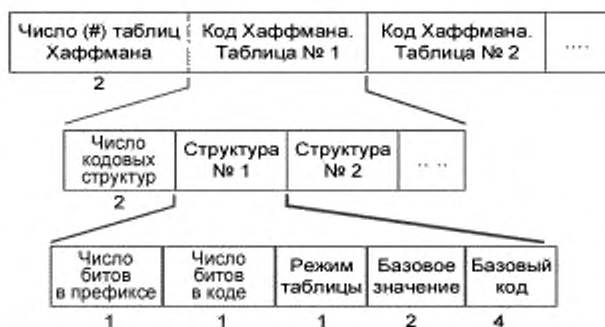 Число (#) таблиц
Хаффмана
Код Хаффмана.
Таблица № 1
Код Хаффмана.
Таблица № 2
....
2
Число
кодовых
структур
Структура
№ 1
Структура
№ 2
.. ..
2
Число
битов
в префиксе
Число
битов
в коде
Режим
таблицы
Базовое
значение
Базовый
код
1
1
1
2
4